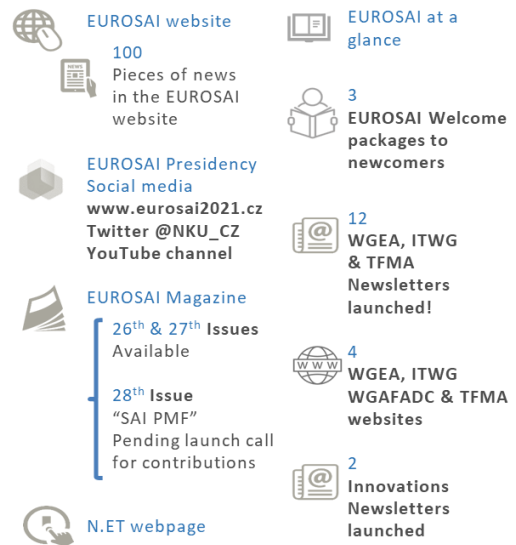 EUROSAI website
100
Pieces of news
in the EUROSAI
website
EUROSAI Presidency
Social media
www.eurosai2021.cz
Twitter @NKU_CZ
YouTube channel
EUROSAI Magazine
26th & 27th Issues
Available
28th Issue
“SAI PMF”
Pending launch call
for contributions
N.ET webpage
EUROSAI at a
glance
3
EUROSAI Welcome
packages to
newcomers
12
WGEA, ITWG
& TFMA
Newsletters
launched!
4
WGEA, ITWG
WGAFADC & TFMA
websites
2
Innovations
Newsletters
launched
NEWS
@
WWW
@